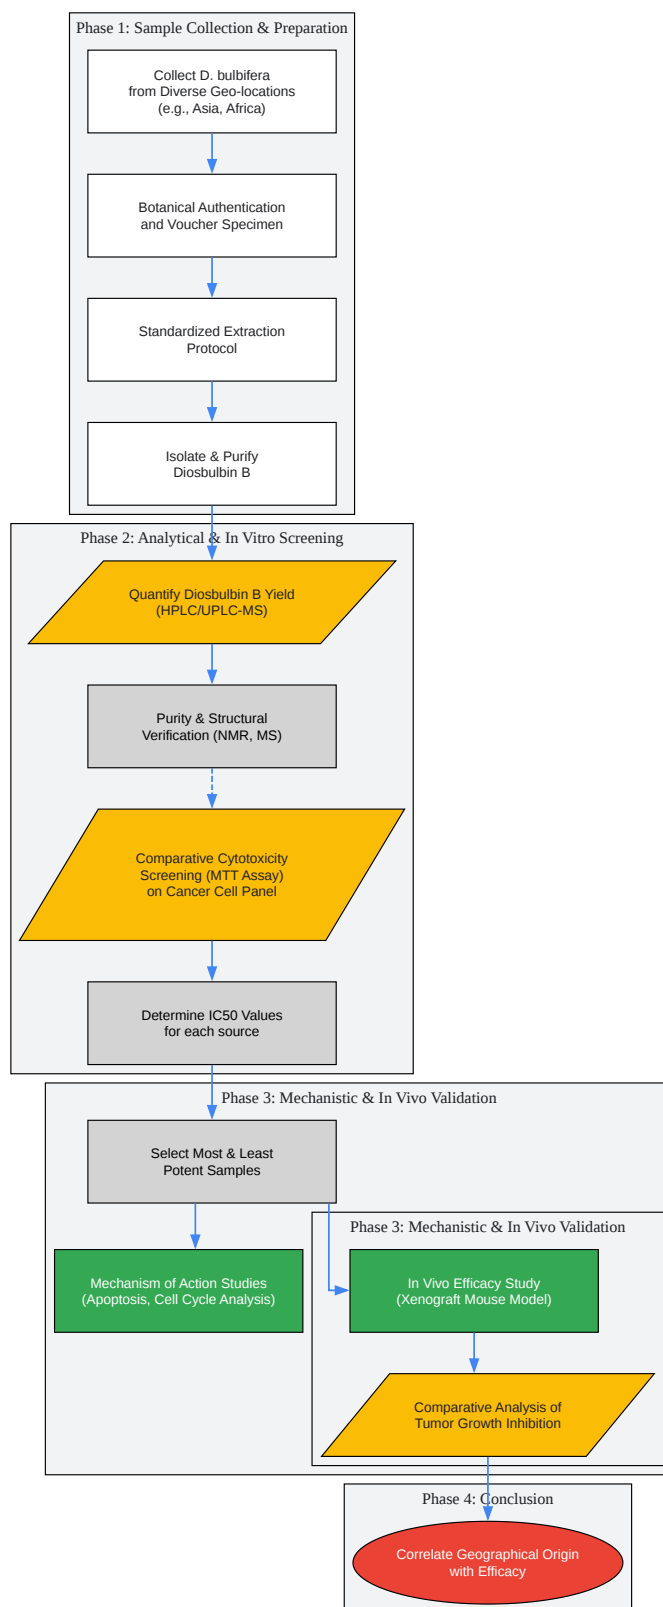 Phase 1: Sample Collection & Preparation
Collect D. bulbifera
from Diverse Geo-locations
(e.g., Asia, Africa)
Botanical Authentication
and Voucher Specimen
Standardized Extraction
Protocol
Isolate & Purify
Diosbulbin B
Phase 2: Analytical & In Vitro Screening
Quantify Diosbulbin B Yield
(HPLC/UPLC-MS)
Purity & Structural
Verification (NMR, MS)
Comparative Cytotoxicity
Screening (MTT Assay)
on Cancer Cell Panel
Determine IC50 Values
for each source
Phase 3: Mechanistic & In Vivo Validation
Select Most & Least
Potent Samples
Mechanism of Action Studies
(Apoptosis, Cell Cycle Analysis)
Phase 3: Mechanistic & In Vivo Validation
In Vivo Efficacy Study
(Xenograft Mouse Model)
Comparative Analysis of
Tumor Growth Inhibition
Phase 4: Conclusion
Correlate Geographical Origin
with Efficacy